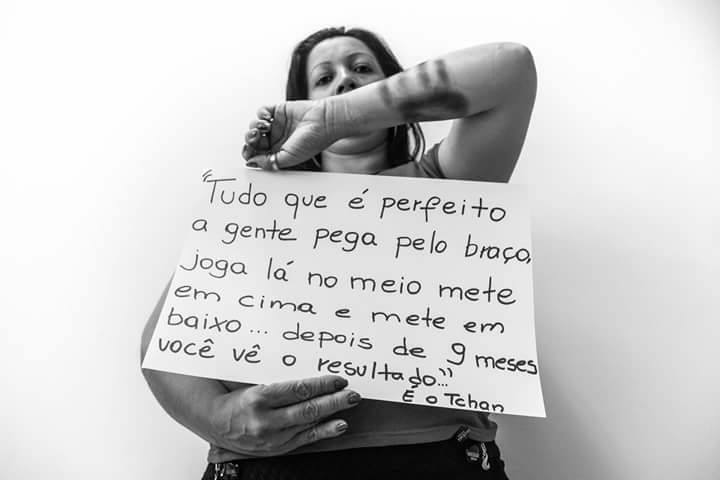 "Tudo que é perfeito
a gente pega pelo braço,
joga lá no meio mete
em cima e mete em
baixo... depois de 9 meses
você vê o resultado..."
É o Tchan